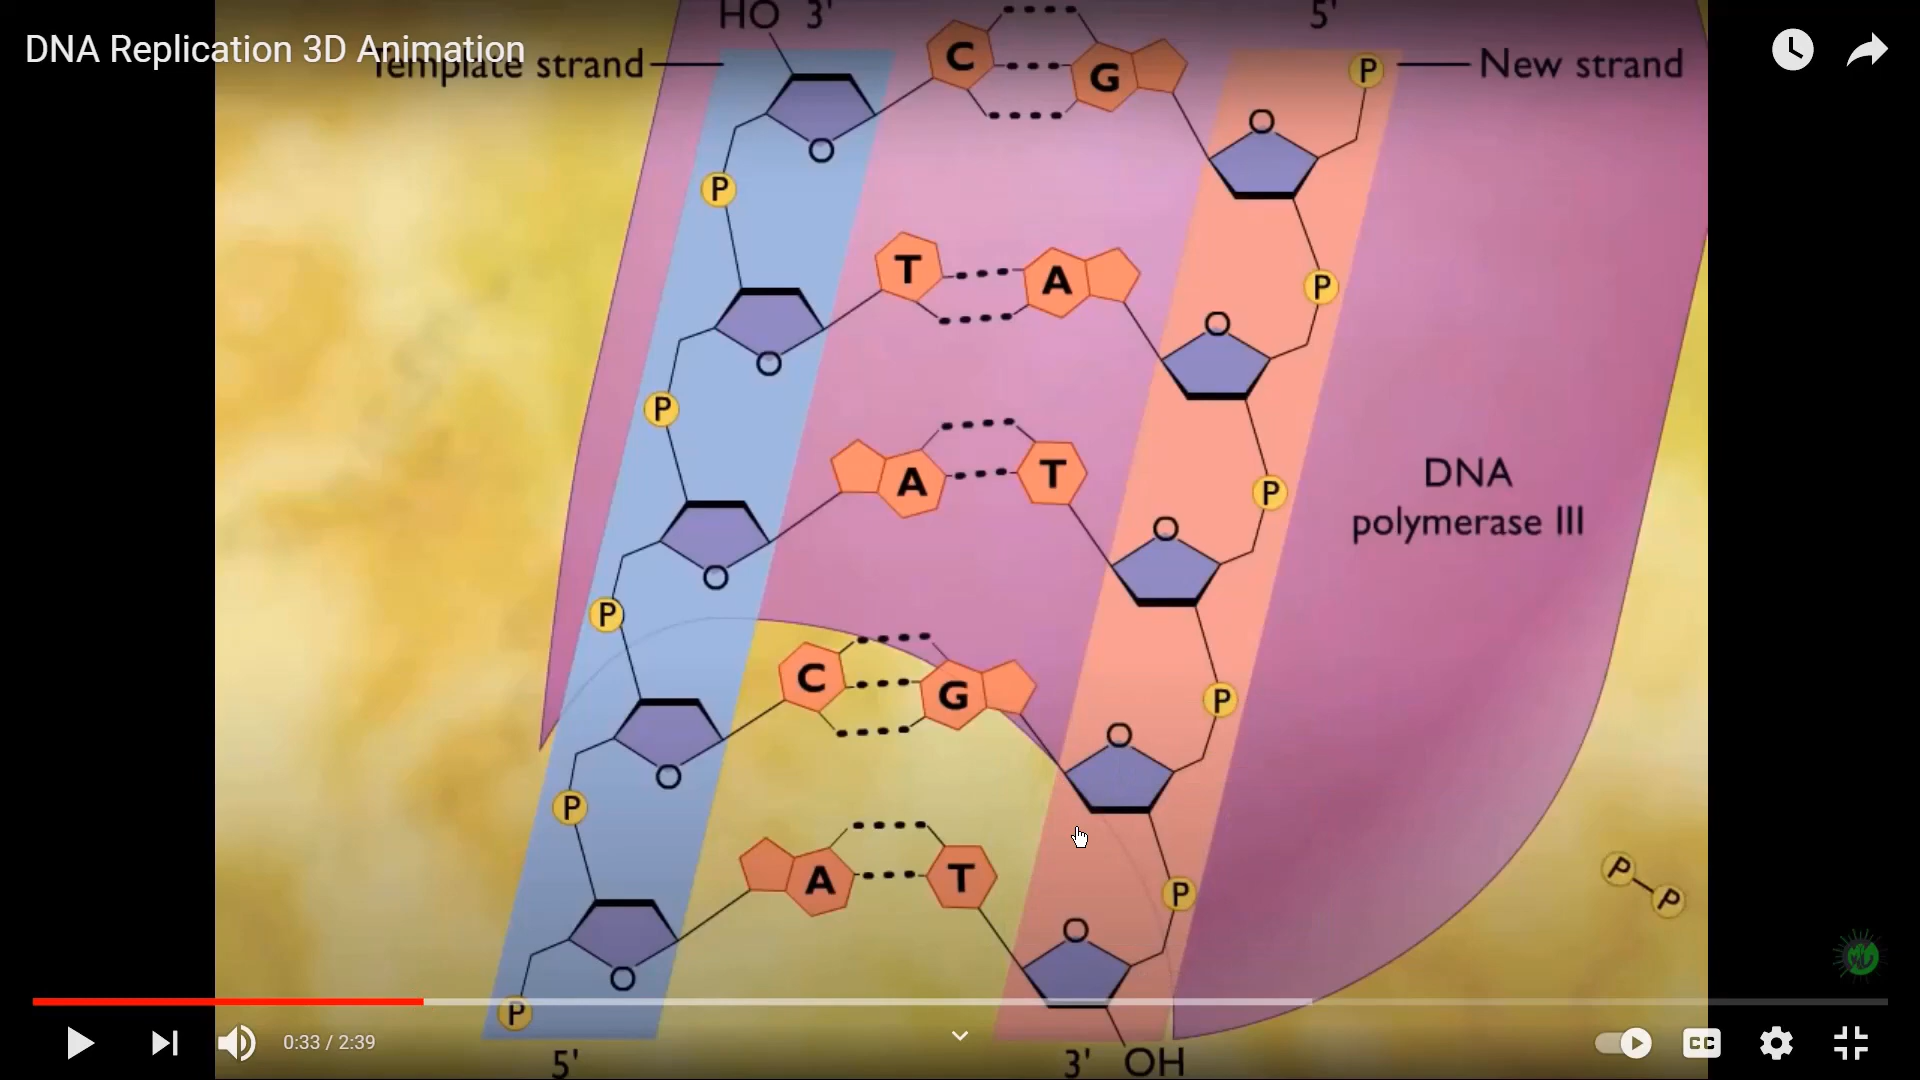 DNA Replication 3D Animation
HO 3' 5'
Template strand
New strand
C G
P
O
O
P
T A
P
O
O
P
A T
P
DNA
polymerase III
O
O
P
C G
P
O
O
P
A T
P
P P
O
O
P
0:33 / 2:39
CC
5' 3' OH